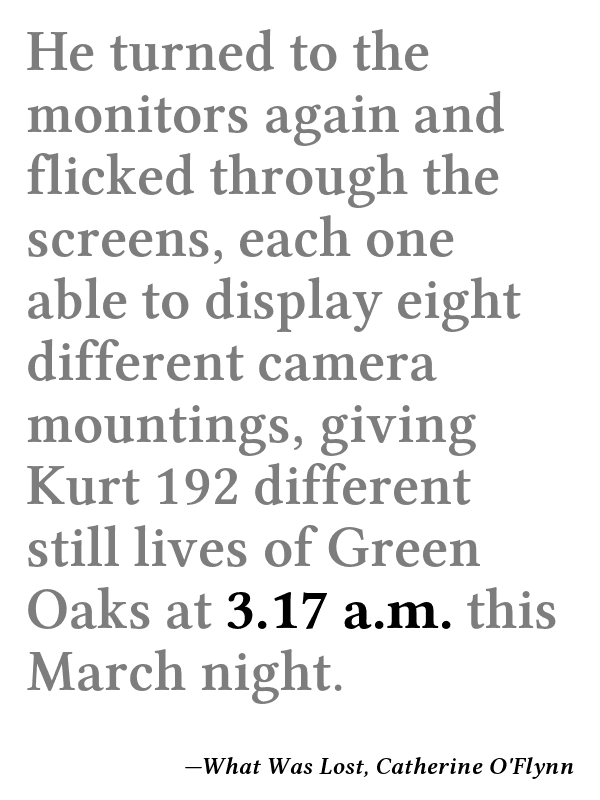 He turned to the
monitors again and
flicked through the
screens, each one
able to display eight
different camera
mountings, giving
Kurt 192 different
still lives of Green
Oaks at 3.17 a.m. this
March night.
—What Was Lost, Catherine O'Flynn